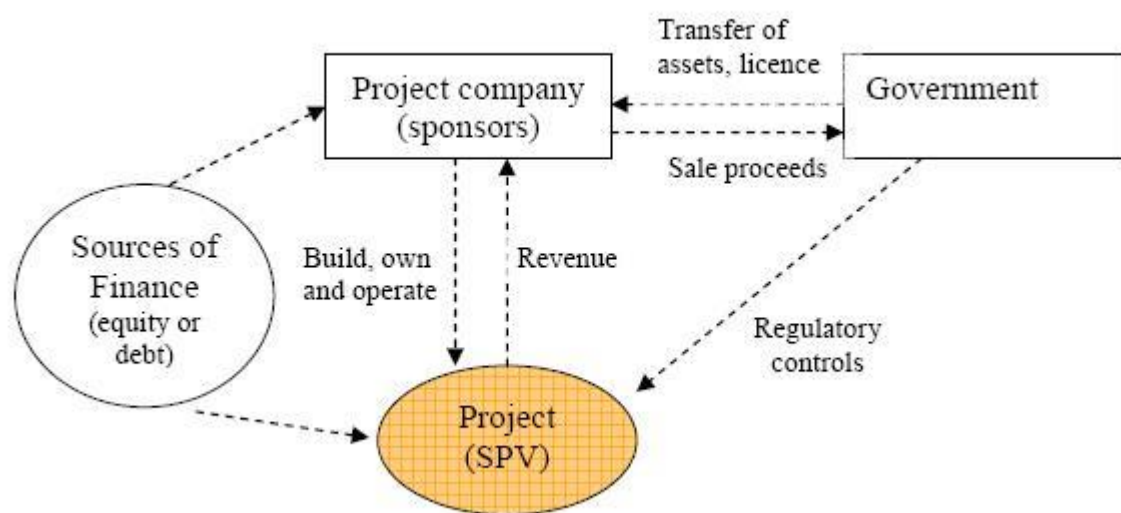 Transfer of
assets, licence
Project company
(sponsors)
Government
Sale proceeds
Sources of
Finance
(equity or
debt)
Build, own
and operate
Revenue
Regulatory
controls
Project
(SPV)